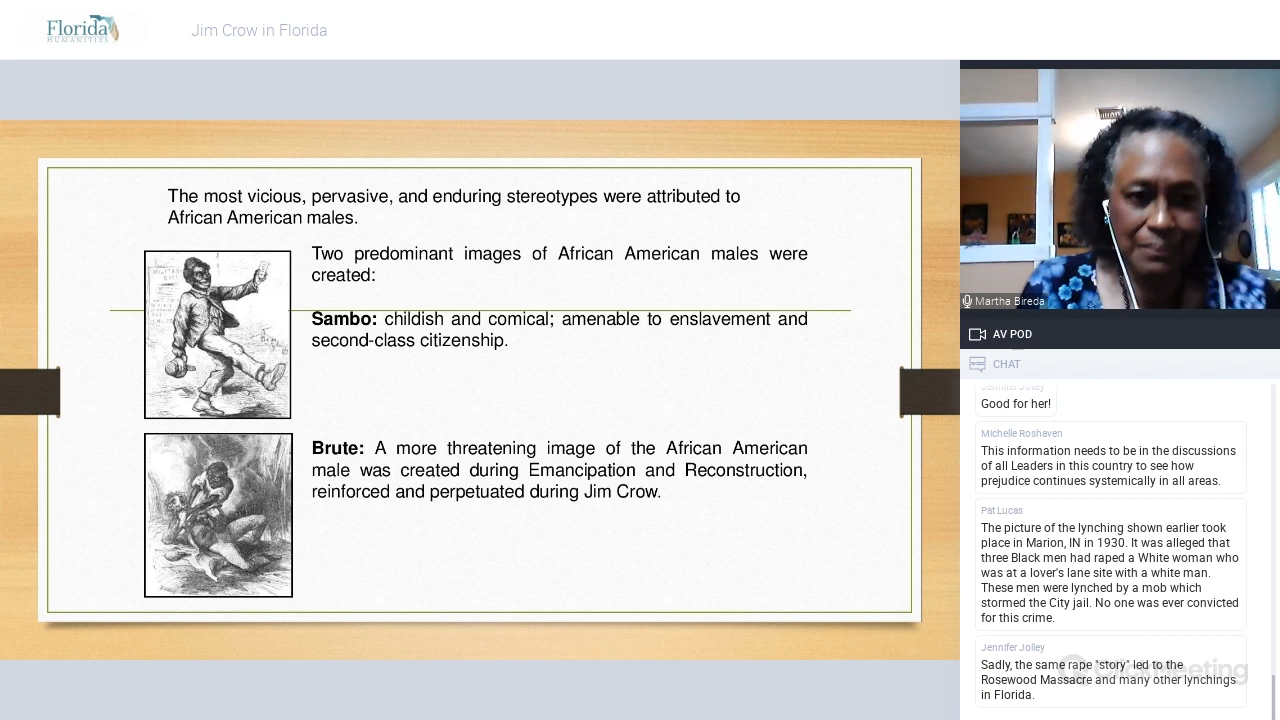 Florida
HUMANITIES
Jim Crow in Florida
The most vicious, pervasive, and enduring stereotypes were attributed to
African American males.
Two predominant images of African American males were
created:
Sambo: childish and comical; amenable to enslavement and
second-class citizenship.
Brute: A more threatening image of the African American
male was created during Emancipation and Reconstruction,
reinforced and perpetuated during Jim Crow.
Martha Bireda
AV POD
CHAT
Jennifer Jolley
Good for her!
Michelle Roshaven
This information needs to be in the discussions
of all Leaders in this country to see how
prejudice continues systemically in all areas.
Pat Lucas
The picture of the lynching shown earlier took
place in Marion, IN in 1930. It was alleged that
three Black men had raped a White woman who
was at a lover's lane site with a white man.
These men were lynched by a mob which
stormed the City jail. No one was ever convicted
for this crime.
Jennifer Jolley
Sadly, the same rape "story" led to the
Rosewood Massacre and many other lynchings
in Florida.
ClickMeeting